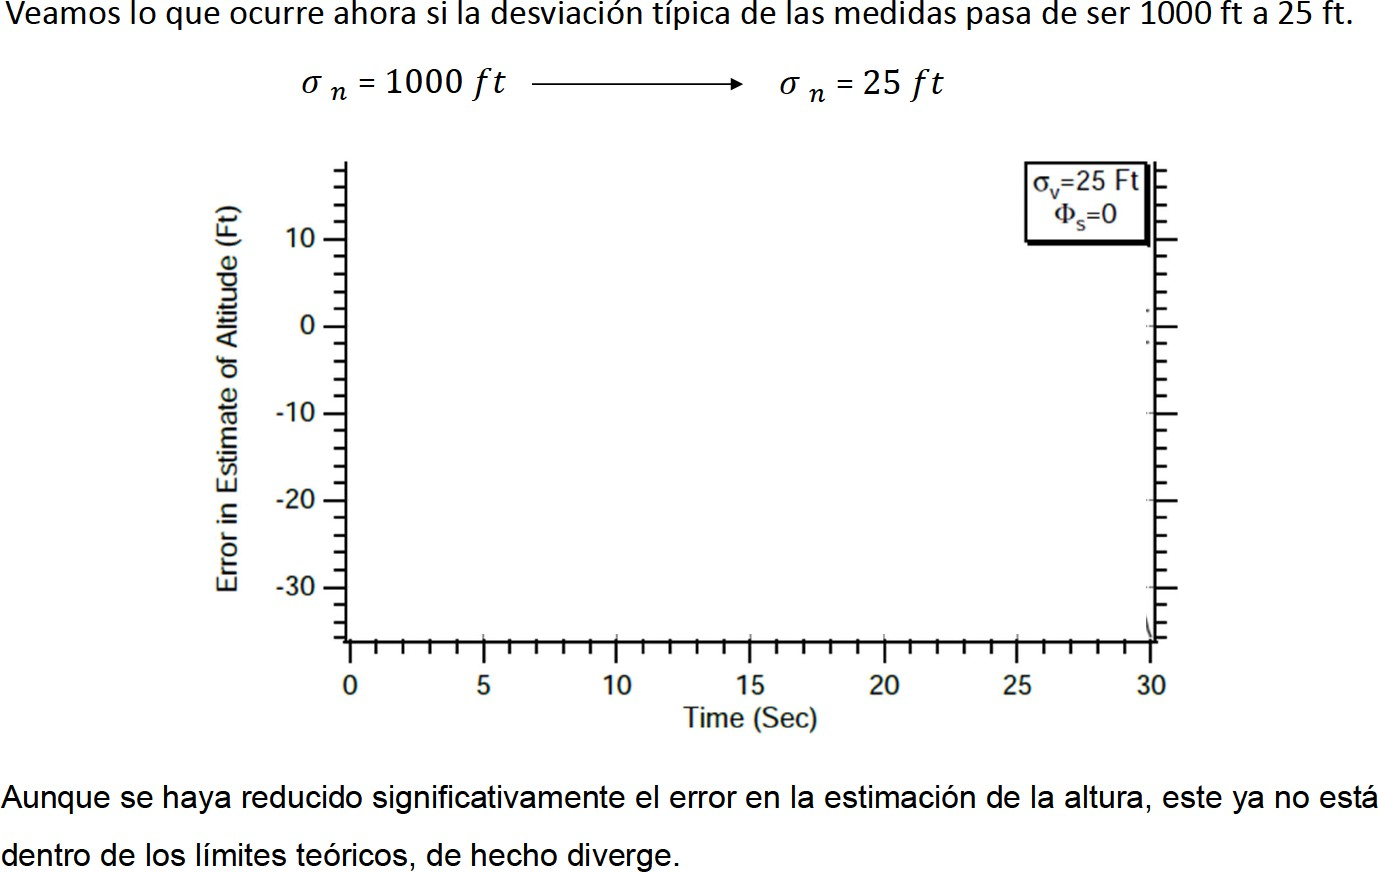 Veamos lo que ocurre ahora si la desviación típica de las medidas pasa de ser 1000 ft a 25 ft.
σ n = 1000 ft σ n = 25 ft
σv=25 Ft
Φs=0
Error in Estimate of Altitude (Ft)
10
0
-10
-20
-30
0 5 10 15 20 25 30
Time (Sec)
Aunque se haya reducido significativamente el error en la estimación de la altura, este ya no está
dentro de los límites teóricos, de hecho diverge.